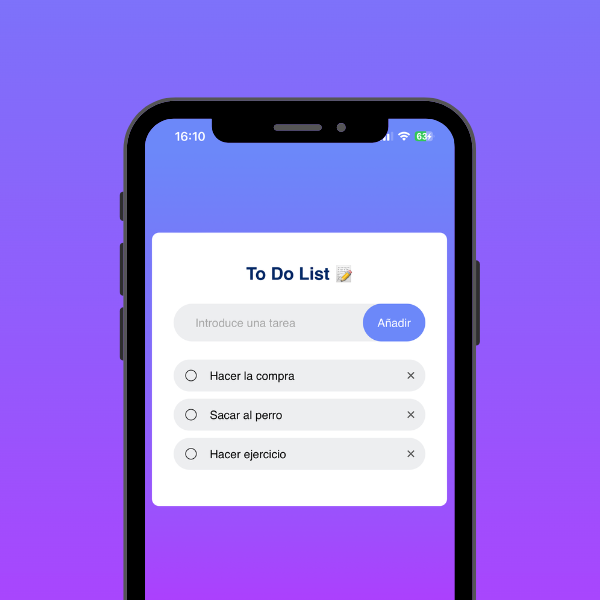 16:10
63
To Do List 📝
Introduce una tarea
Añadir
Hacer la compra
Sacar al perro
Hacer ejercicio